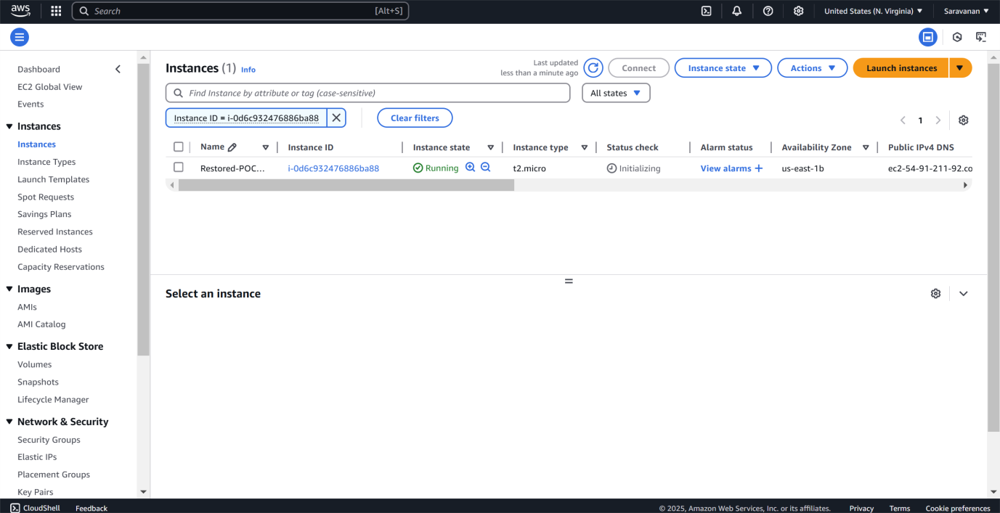 aws
Search [Alt+S]
United States (N. Virginia)
Saravanan
Dashboard
EC2 Global View
Events
Instances
Instances
Instance Types
Launch Templates
Spot Requests
Savings Plans
Reserved Instances
Dedicated Hosts
Capacity Reservations
Images
AMIs
AMI Catalog
Elastic Block Store
Volumes
Snapshots
Lifecycle Manager
Network & Security
Security Groups
Elastic IPs
Placement Groups
Key Pairs
Instances (1) Info
Last updated
less than a minute ago
Connect
Instance state
Actions
Launch instances
Find Instance by attribute or tag (case-sensitive)
All states
Instance ID = i-0d6c932476886ba88
Clear filters
1
Name Instance ID Instance state Instance type Status check Alarm status Availability Zone Public IPv4 DNS
Restored-POC... i-0d6c932476886ba88 Running t2.micro Initializing View alarms + us-east-1b ec2-54-91-211-92.co
Select an instance
CloudShell Feedback © 2025, Amazon Web Services, Inc. or its affiliates. Privacy Terms Cookie preferences